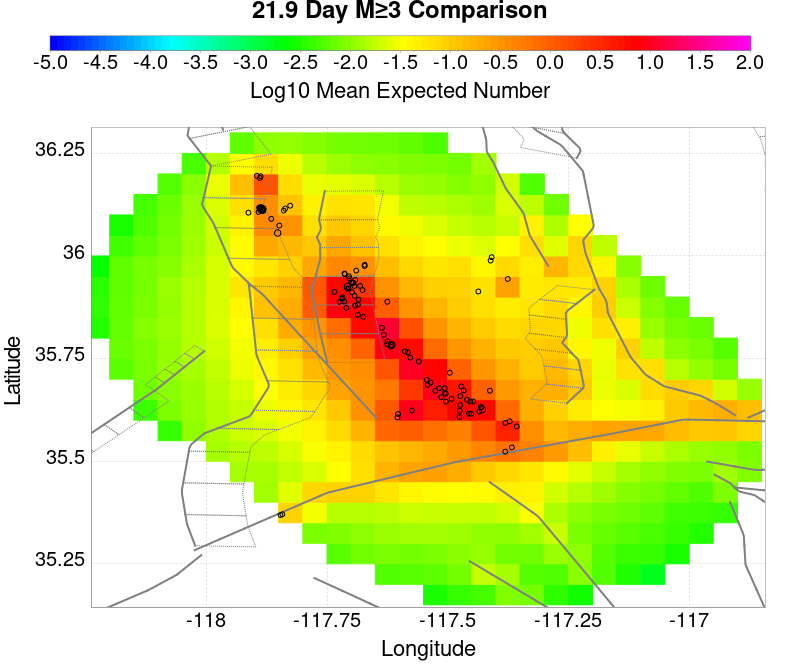 21.9 Day M≥3 Comparison
-5.0 -4.5 -4.0 -3.5 -3.0 -2.5 -2.0 -1.5 -1.0 -0.5 0.0 0.5 1.0 1.5 2.0
Log10 Mean Expected Number
36.25
36
35.75
35.5
35.25
Latitude
-118 -117.75 -117.5 -117.25 -117
Longitude